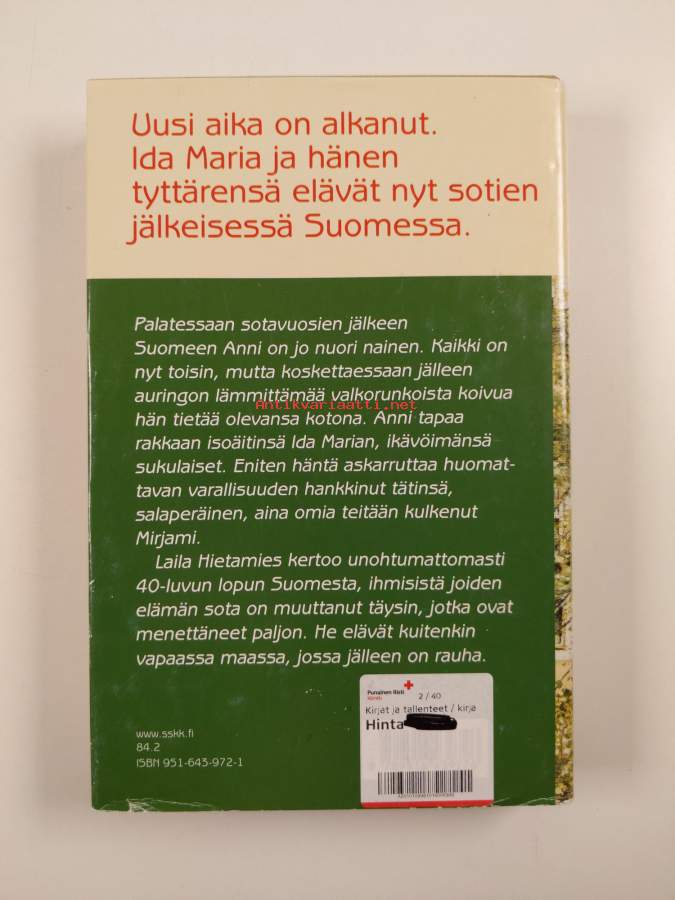 Uusi aika on alkanut.
Ida Maria ja hänen
tyttärensä elävät nyt sotien
jälkeisessä Suomessa.
Palatessaan sotavuosien jälkeen
Suomeen Anni on jo nuori nainen. Kaikki on
nyt toisin, mutta koskettaessaan jälleen
auringon lämmittämää valkorunkoista koivua
Antikvariaatti.net
hän tietää olevansa kotona. Anni tapaa
rakkaan isoäitinsä Ida Marian, ikävöimänsä
sukulaiset. Eniten häntä askarruttaa huomat-
tavan varallisuuden hankkinut tätinsä,
salaperäinen, aina omia teitään kulkenut
Mirjami.
Laila Hietamies kertoo unohtumattomasti
40-luvun lopun Suomesta, ihmisistä joiden
elämän sota on muuttanut täysin, jotka ovat
menettäneet paljon. He elävät kuitenkin
vapaassa maassa, jossa jälleen on rauha.
Punainen Risti
Kontti
2 / 40
Kirjat ja tallenteet / kirja
Hinta
www.sskk.fi
84.2
ISBN 951-643-972-1